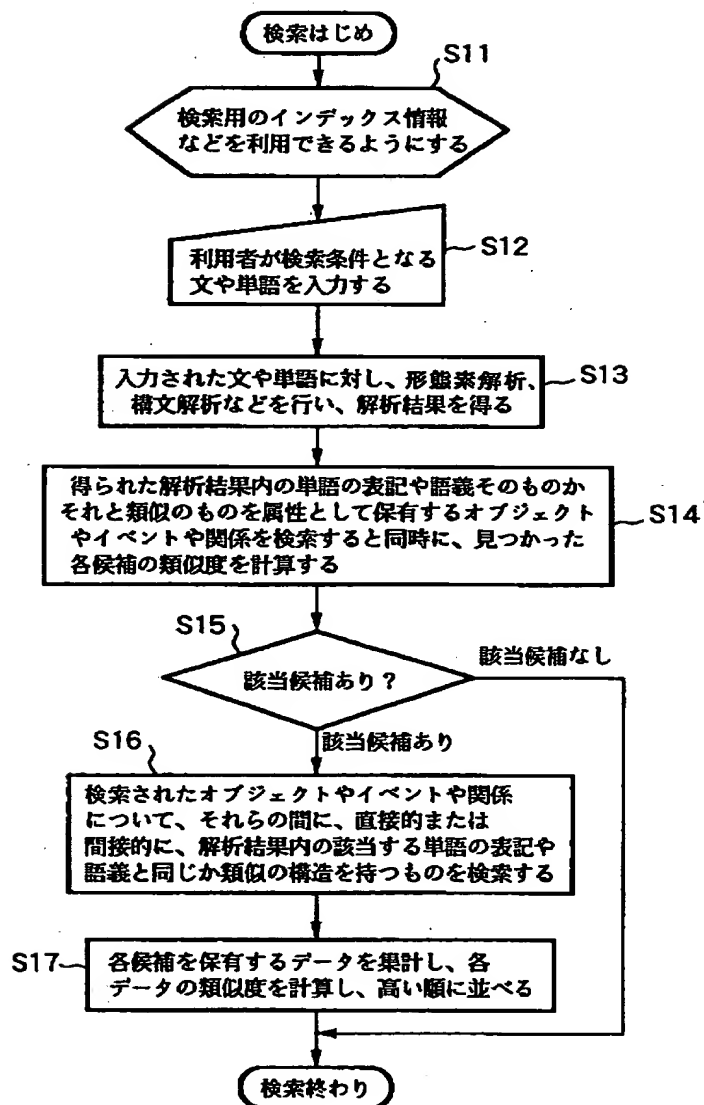 検索はじめ
S11
検索用のインデックス情報
などを利用できるようにする
S12
利用者が検索条件となる
文や単語を入力する
S13
入力された文や単語に対し、形態素解析、
構文解析などを行い、解析結果を得る
S14
得られた解析結果内の単語の表記や語義そのものか
それと類似のものを属性として保有するオブジェクト
やイベントや関係を検索すると同時に、見つかった
各候補の類似度を計算する
S15
該当候補あり?
該当候補なし
該当候補あり
S16
検索されたオブジェクトやイベントや関係
について、それらの間に、直接的または
間接的に、解析結果内の該当する単語の表記や
語義と同じか類似の構造を持つものを検索する
S17
各候補を保有するデータを集計し、各
データの類似度を計算し、高い順に並べる
検索終わり